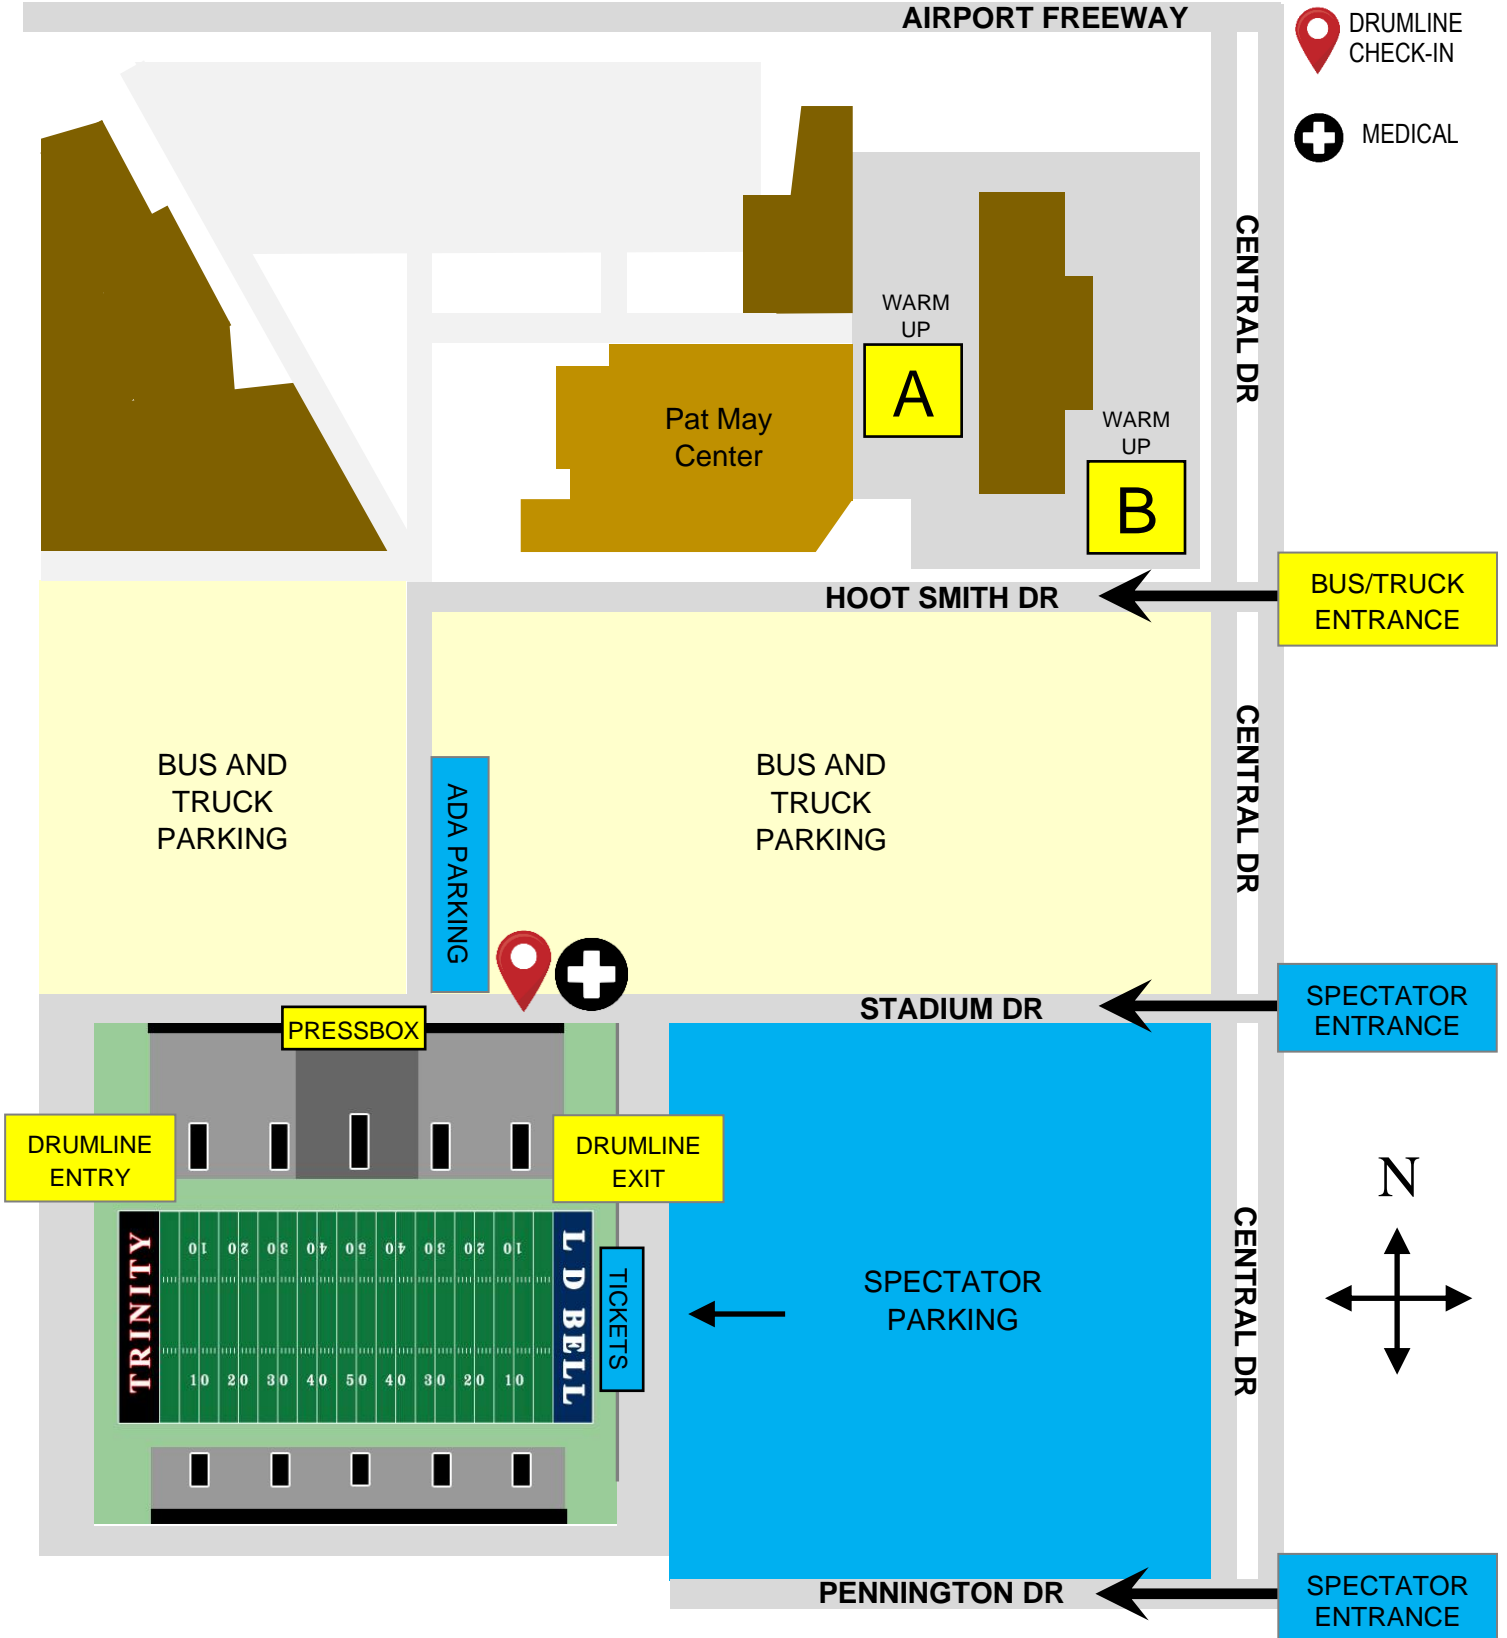 AIRPORT FREEWAY
DRUMLINE
CHECK-IN
MEDICAL
CENTRAL DR
WARM
UP
A
Pat May
Center
WARM
UP
B
BUS/TRUCK
ENTRANCE
HOOT SMITH DR
CENTRAL DR
BUS AND
TRUCK
PARKING
ADA PARKING
BUS AND
TRUCK
PARKING
SPECTATOR
ENTRANCE
STADIUM DR
PRESSBOX
DRUMLINE
ENTRY
DRUMLINE
EXIT
N
TRINITY
10 20 30 40 50 40 30 20 10
10 20 30 40 50 40 30 20 10
L D BELL
TICKETS
SPECTATOR
PARKING
CENTRAL DR
PENNINGTON DR
SPECTATOR
ENTRANCE